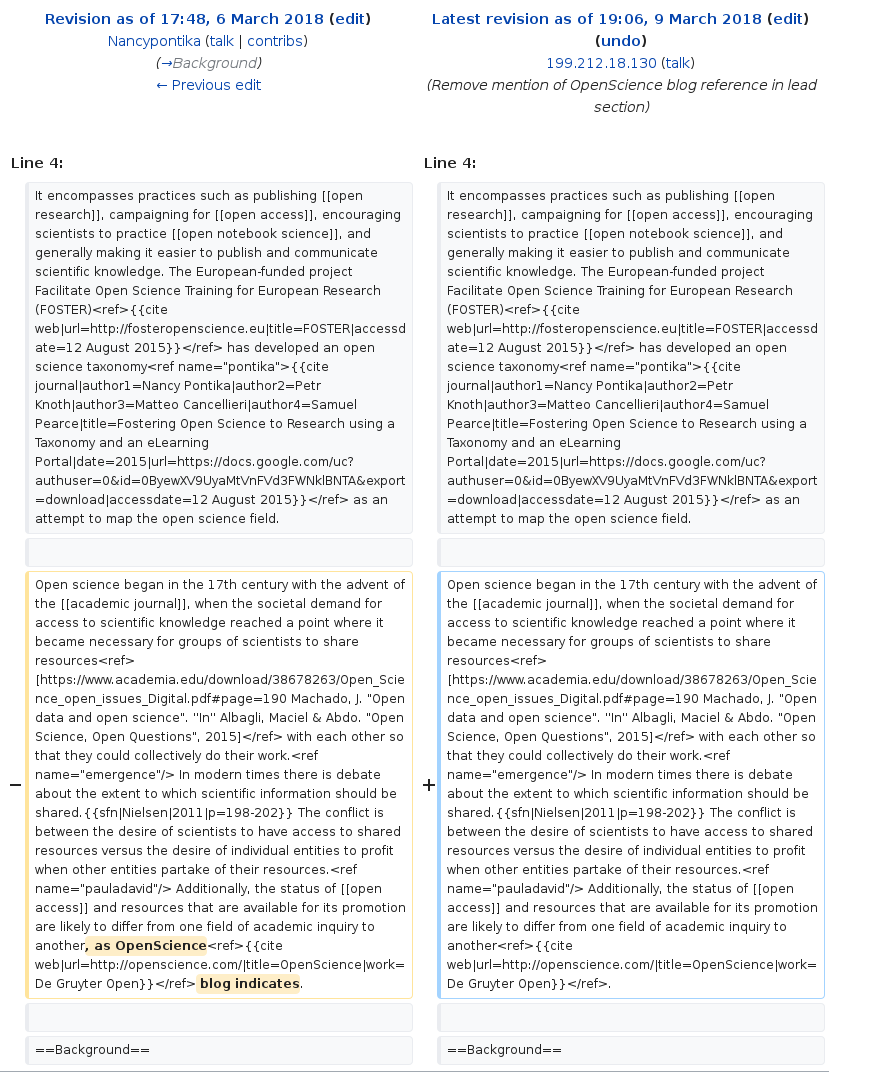 Revision as of 17:48, 6 March 2018 (edit)
Nancypontika (talk | contribs)
(→Background)
← Previous edit
Latest revision as of 19:06, 9 March 2018 (edit)
(undo)
199.212.18.130 (talk)
(Remove mention of OpenScience blog reference in lead
section)
Line 4:
Line 4:
It encompasses practices such as publishing [[open
research]], campaigning for [[open access]], encouraging
scientists to practice [[open notebook science]], and
generally making it easier to publish and communicate
scientific knowledge. The European-funded project
Facilitate Open Science Training for European Research
(FOSTER)<ref>{{cite
web|url=http://fosteropenscience.eu|title=FOSTER|accessd
ate=12 August 2015}}</ref> has developed an open
science taxonomy<ref name="pontika">{{cite
journal|author1=Nancy Pontika|author2=Petr
Knoth|author3=Matteo Cancellieri|author4=Samuel
Pearce|title=Fostering Open Science to Research using a
Taxonomy and an eLearning
Portal|date=2015|url=https://docs.google.com/uc?
authuser=0&id=0ByewXV9UyaMtVnFVd3FWNklBNTA&export
=download|accessdate=12 August 2015}}</ref> as an
attempt to map the open science field.
It encompasses practices such as publishing [[open
research]], campaigning for [[open access]], encouraging
scientists to practice [[open notebook science]], and
generally making it easier to publish and communicate
scientific knowledge. The European-funded project
Facilitate Open Science Training for European Research
(FOSTER)<ref>{{cite
web|url=http://fosteropenscience.eu|title=FOSTER|accessd
ate=12 August 2015}}</ref> has developed an open
science taxonomy<ref name="pontika">{{cite
journal|author1=Nancy Pontika|author2=Petr
Knoth|author3=Matteo Cancellieri|author4=Samuel
Pearce|title=Fostering Open Science to Research using a
Taxonomy and an eLearning
Portal|date=2015|url=https://docs.google.com/uc?
authuser=0&id=0ByewXV9UyaMtVnFVd3FWNklBNTA&export
=download|accessdate=12 August 2015}}</ref> as an
attempt to map the open science field.
−
Open science began in the 17th century with the advent of
the [[academic journal]], when the societal demand for
access to scientific knowledge reached a point where it
became necessary for groups of scientists to share
resources<ref>
[https://www.academia.edu/download/38678263/Open_Scie
nce_open_issues_Digital.pdf#page=190 Machado, J. "Open
data and open science". ''In'' Albagli, Maciel & Abdo. "Open
Science, Open Questions", 2015]</ref> with each other so
that they could collectively do their work.<ref
name="emergence"/> In modern times there is debate
about the extent to which scientific information should be
shared.{{sfn|Nielsen|2011|p=198-202}} The conflict is
between the desire of scientists to have access to shared
resources versus the desire of individual entities to profit
when other entities partake of their resources.<ref
name="pauladavid"/> Additionally, the status of [[open
access]] and resources that are available for its promotion
are likely to differ from one field of academic inquiry to
another, as OpenScience<ref>{{cite
web|url=http://openscience.com/|title=OpenScience|work=
De Gruyter Open}}</ref> blog indicates.
+
Open science began in the 17th century with the advent of
the [[academic journal]], when the societal demand for
access to scientific knowledge reached a point where it
became necessary for groups of scientists to share
resources<ref>
[https://www.academia.edu/download/38678263/Open_Scie
nce_open_issues_Digital.pdf#page=190 Machado, J. "Open
data and open science". ''In'' Albagli, Maciel & Abdo. "Open
Science, Open Questions", 2015]</ref> with each other so
that they could collectively do their work.<ref
name="emergence"/> In modern times there is debate
about the extent to which scientific information should be
shared.{{sfn|Nielsen|2011|p=198-202}} The conflict is
between the desire of scientists to have access to shared
resources versus the desire of individual entities to profit
when other entities partake of their resources.<ref
name="pauladavid"/> Additionally, the status of [[open
access]] and resources that are available for its promotion
are likely to differ from one field of academic inquiry to
another<ref>{{cite
web|url=http://openscience.com/|title=OpenScience|work=
De Gruyter Open}}</ref>.
==Background==
==Background==